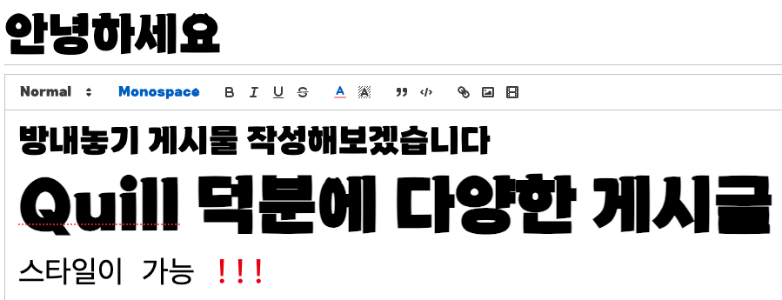 안녕하세요
Normal Monospace B I U S A A
방내놓기 게시물 작성해보겠습니다
Quill 덕분에 다양한 게시글
스타일이 가능 !!!